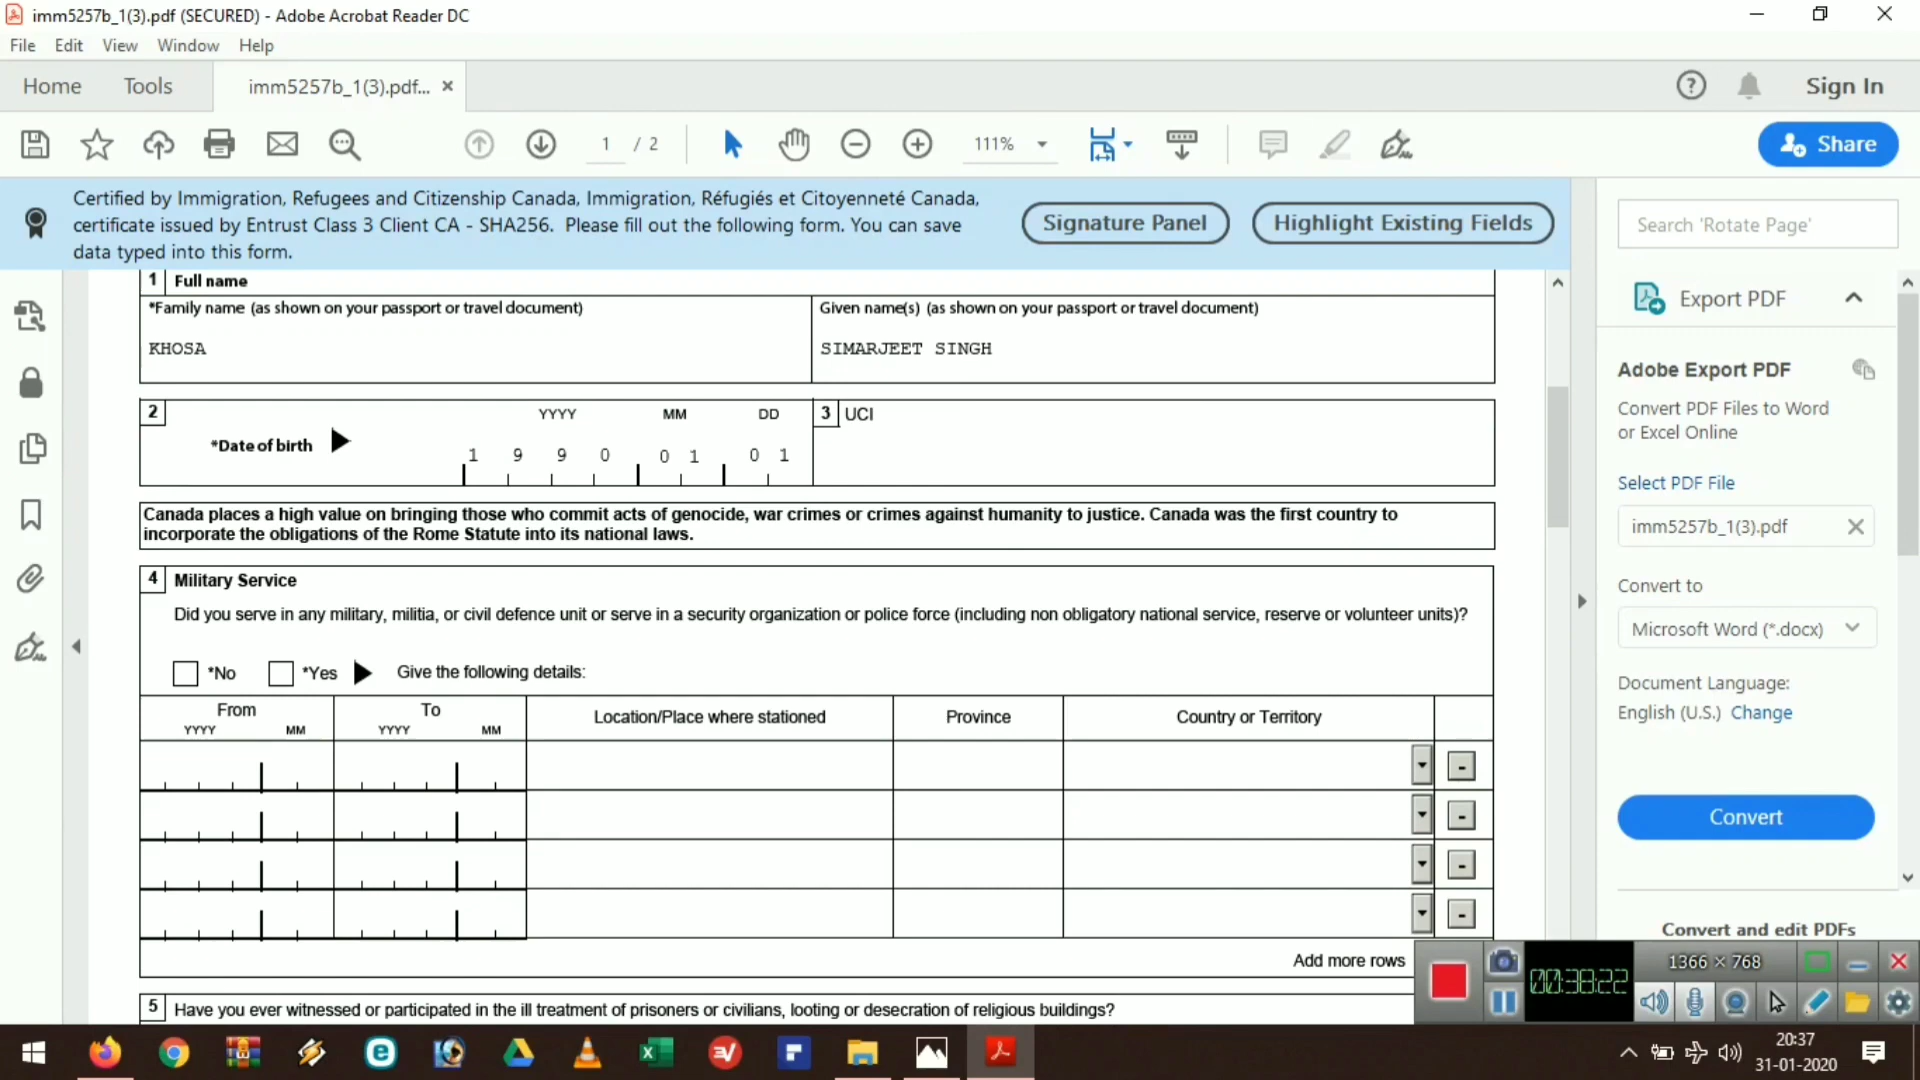 imm5257b_1(3).pdf (SECURED) - Adobe Acrobat Reader DC
File Edit View Window Help
Home Tools imm5257b_1(3).pdf... × Sign In
1 / 2 111% Share
Certified by Immigration, Refugees and Citizenship Canada, Immigration, Réfugiés et Citoyenneté Canada,
certificate issued by Entrust Class 3 Client CA - SHA256. Please fill out the following form. You can save
data typed into this form.
Signature Panel
Highlight Existing Fields
1 Full name
*Family name (as shown on your passport or travel document)
KHOSA
Given name(s) (as shown on your passport or travel document)
SIMARJEET SINGH
2
*Date of birth
YYYY MM DD
1 9 9 0 0 1 0 1
3 UCI
Canada places a high value on bringing those who commit acts of genocide, war crimes or crimes against humanity to justice. Canada was the first country to
incorporate the obligations of the Rome Statute into its national laws.
4 Military Service
Did you serve in any military, militia, or civil defence unit or serve in a security organization or police force (including non obligatory national service, reserve or volunteer units)?
*No *Yes Give the following details:
From To Location/Place where stationed Province Country or Territory
YYYY MM YYYY MM
-
-
-
-
Add more rows
5 Have you ever witnessed or participated in the ill treatment of prisoners or civilians, looting or desecration of religious buildings?
Search 'Rotate Page'
Export PDF
Adobe Export PDF
Convert PDF Files to Word
or Excel Online
Select PDF File
imm5257b_1(3).pdf
Convert to
Microsoft Word (*.docx)
Document Language:
English (U.S.) Change
Convert
Convert and edit PDFs
00:38:22
1366 × 768
20:37
31-01-2020